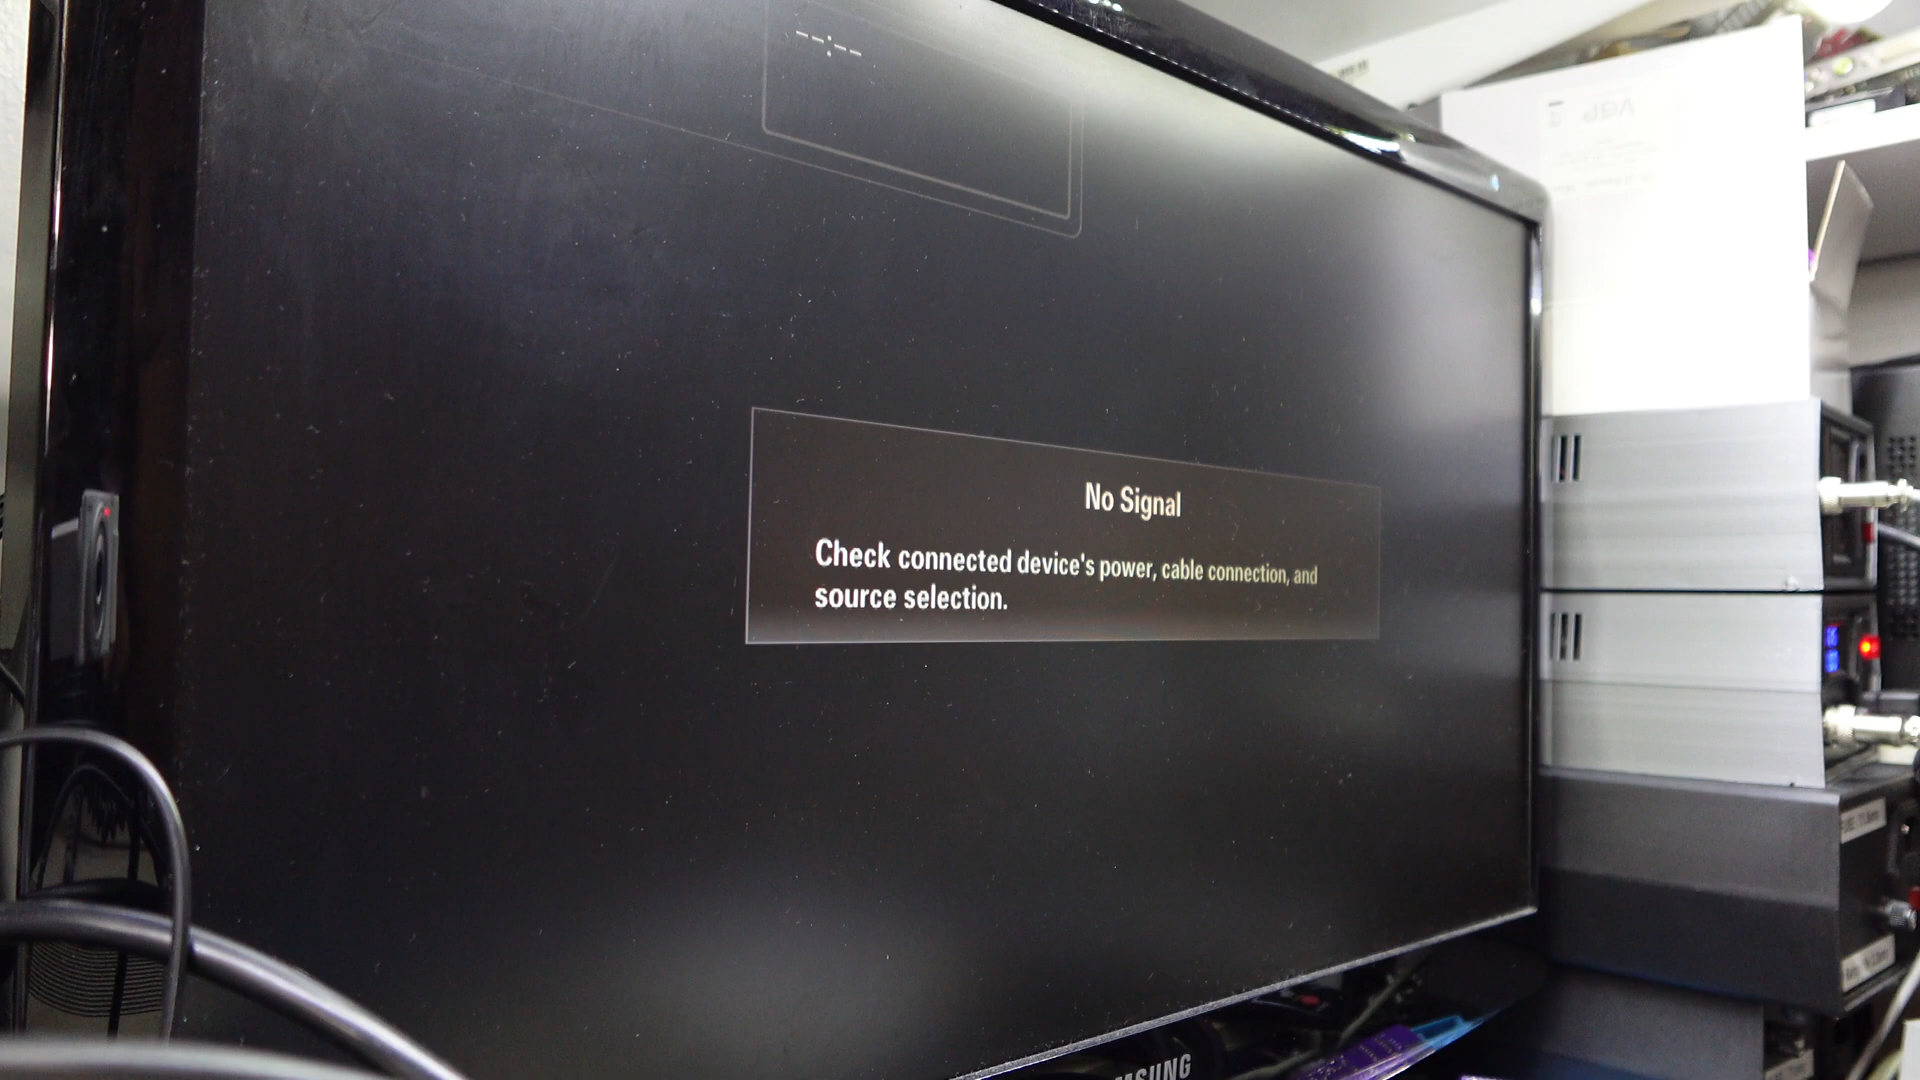 --:--
No Signal
Check connected device's power, cable connection, and
source selection.